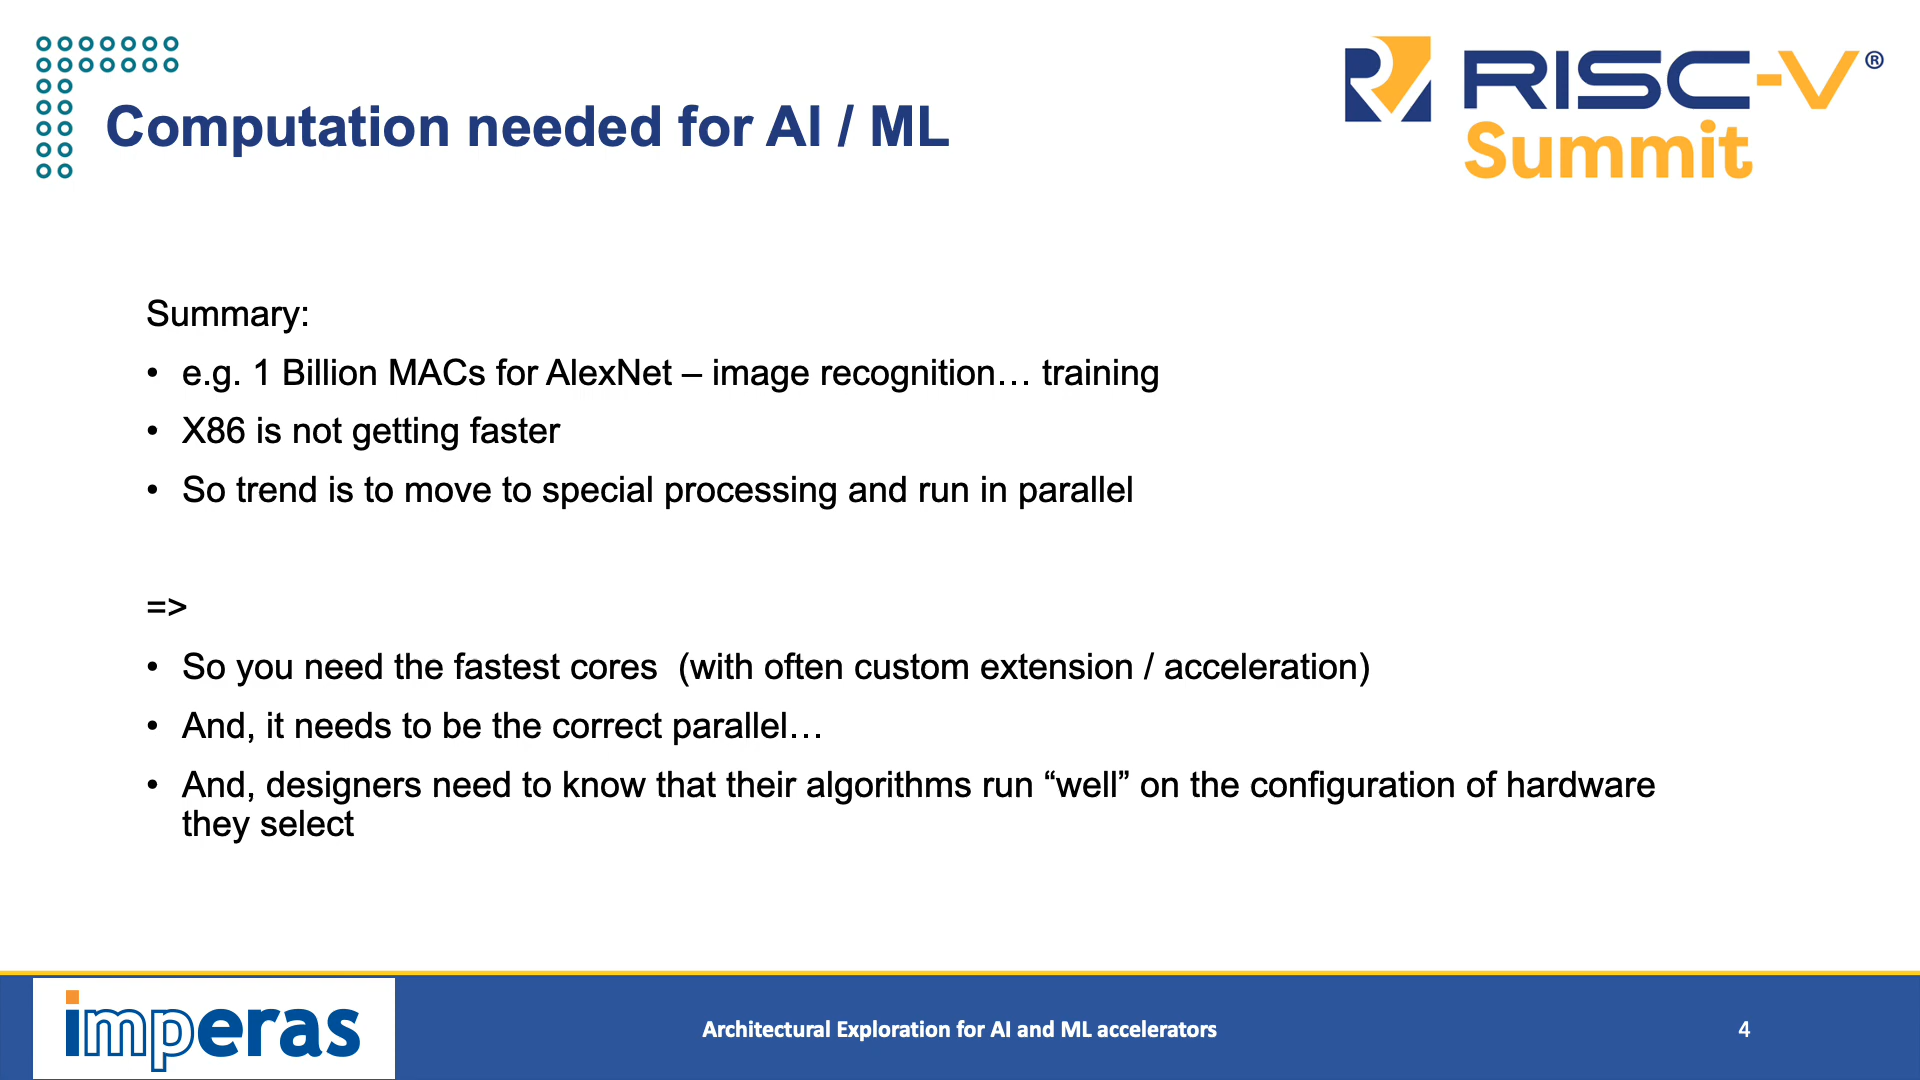 RISC-V®
Summit
Computation needed for AI / ML
Summary:
• e.g. 1 Billion MACs for AlexNet – image recognition… training
• X86 is not getting faster
• So trend is to move to special processing and run in parallel
=>
• So you need the fastest cores  (with often custom extension / acceleration)
• And, it needs to be the correct parallel…
• And, designers need to know that their algorithms run “well” on the configuration of hardware
they select
imperas
Architectural Exploration for AI and ML accelerators
4